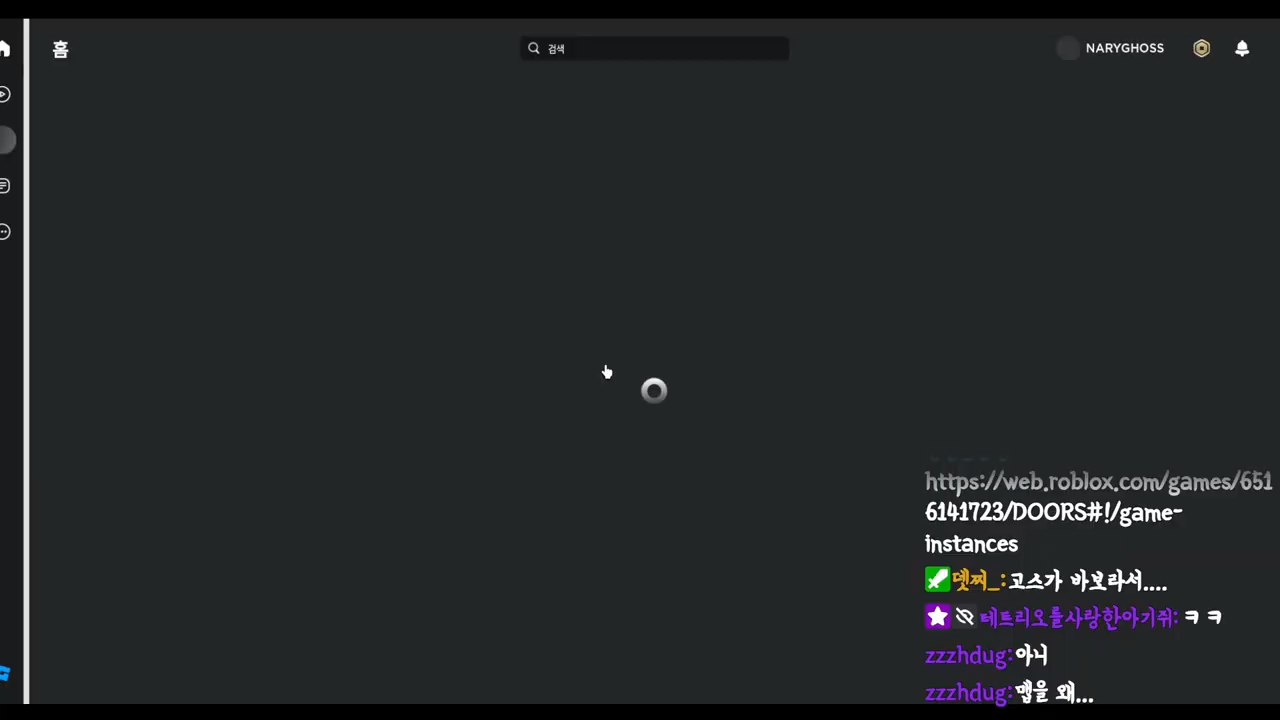 홈
검색
NARYGHOSS
https://web.roblox.com/games/651
6141723/DOORS#!/game-
instances
뎃찌_: 고스가 바보라서....
테트리오를사랑한아기쥐: ㅋㅋ
zzzhdug: 아니
zzzhdug: 맵을 왜...